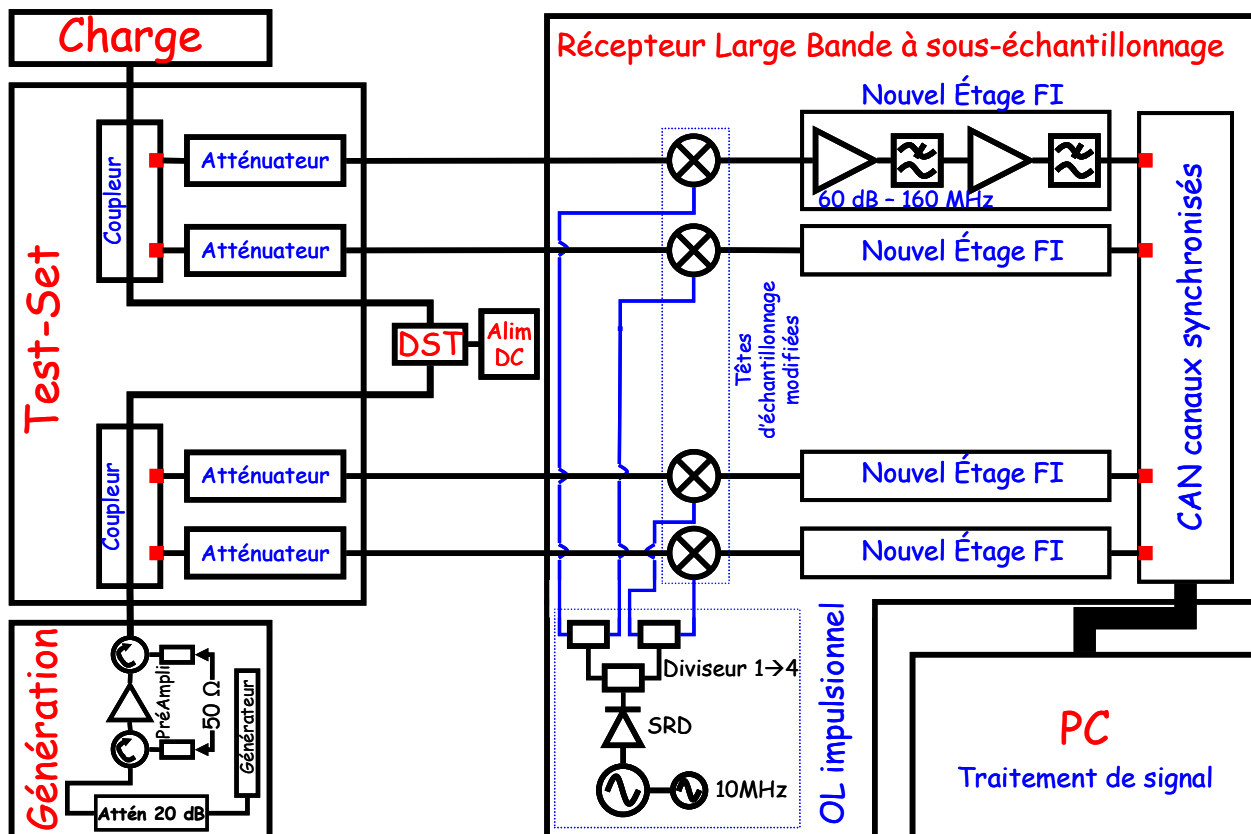 Charge
Récepteur Large Bande à sous-échantillonnage
Nouvel Étage FI
60 dB – 160 MHz
Test-Set
Coupleur
Atténuateur
Atténuateur
Nouvel Étage FI
CAN canaux synchronisés
DST
Alim
DC
Têtes
d'échantillonnage
modifiées
Coupleur
Atténuateur
Nouvel Étage FI
Atténuateur
Nouvel Étage FI
Génération
PréAmpli
50 Ω
Générateur
Attén 20 dB
Diviseur 1→4
SRD
10MHz
OL impulsionnel
PC
Traitement de signal